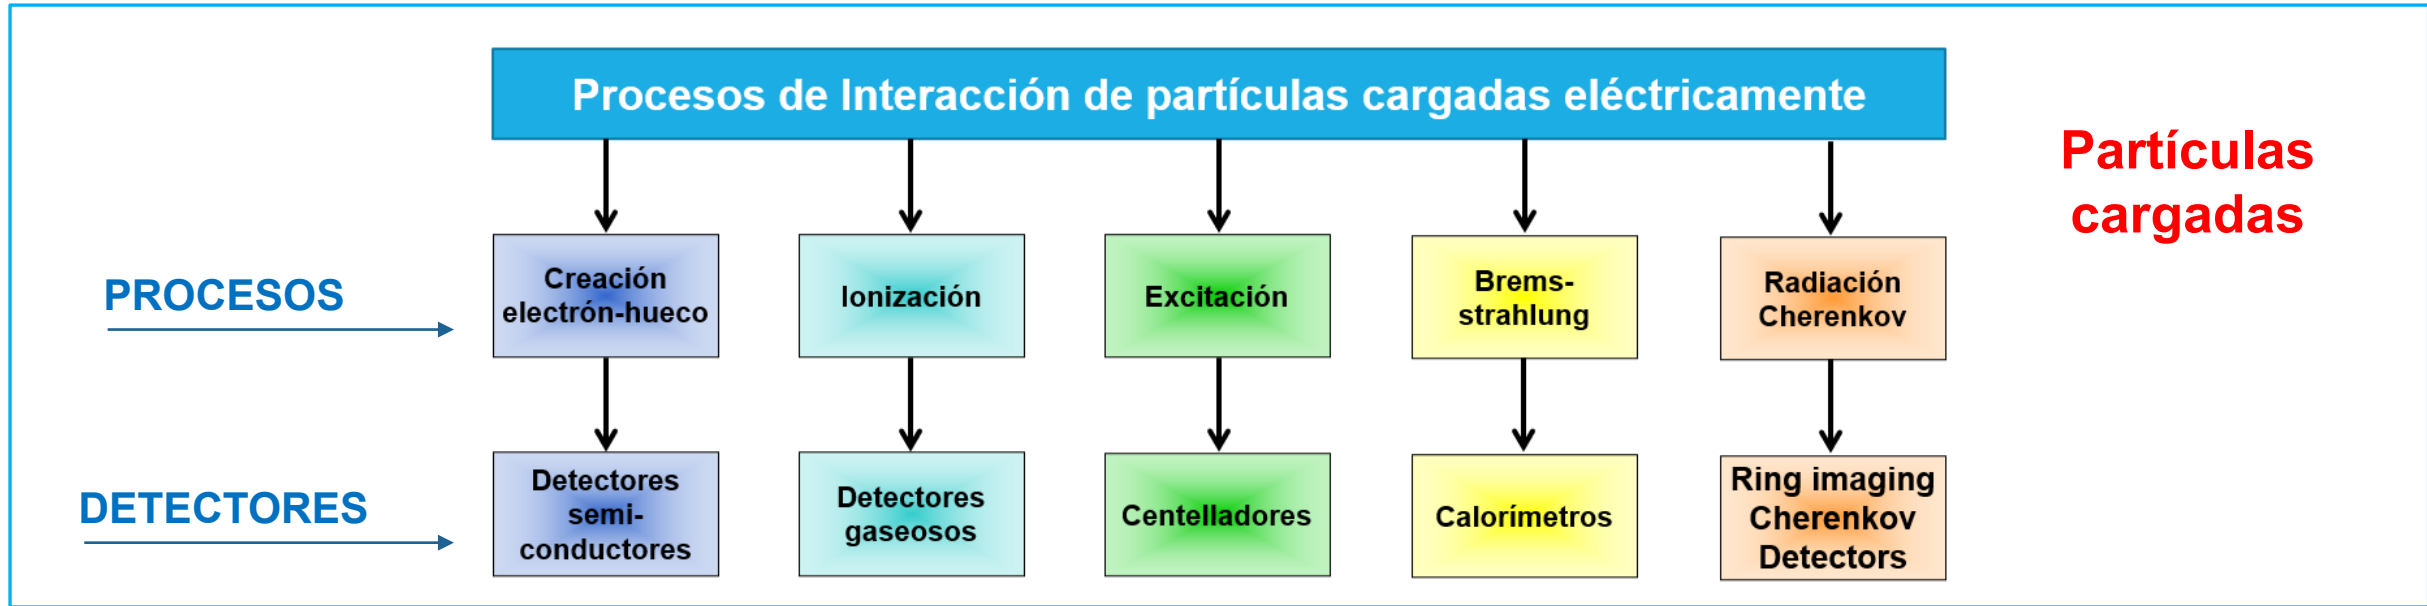 Procesos de Interacción de partículas cargadas eléctricamente
Partículas
cargadas
PROCESOS
Creación
electrón-hueco
Ionización
Excitación
Brems-
strahlung
Radiación
Cherenkov
DETECTORES
Detectores
semi-
conductores
Detectores
gaseosos
Centelladores
Calorímetros
Ring imaging
Cherenkov
Detectors